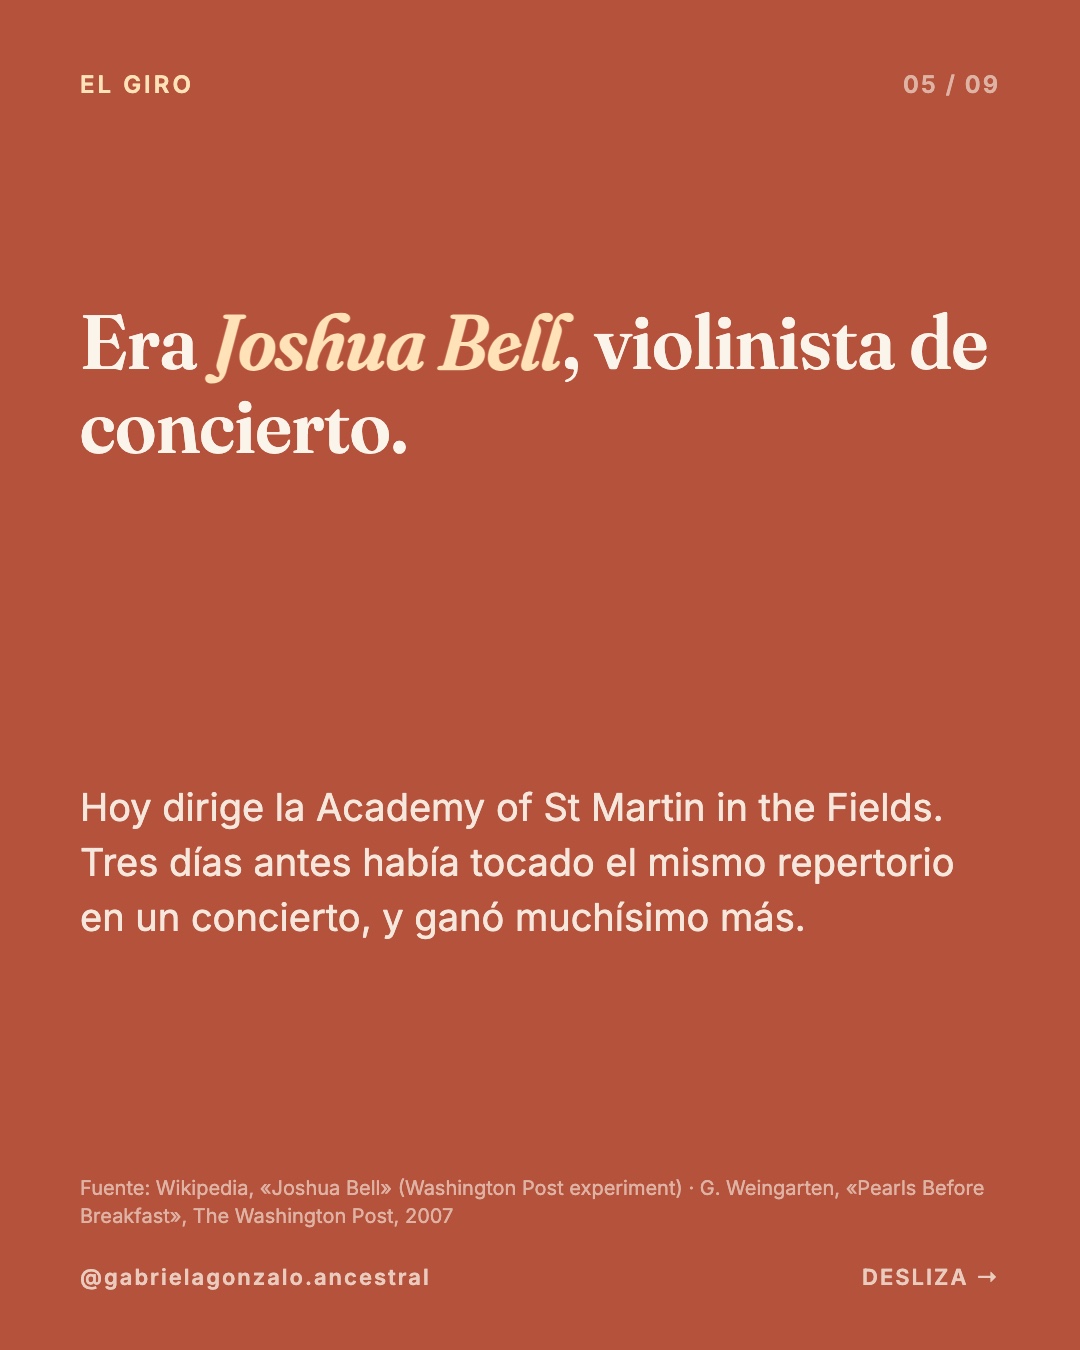 EL GIRO
05 / 09
Era Joshua Bell, violinista de
concierto.
Hoy dirige la Academy of St Martin in the Fields.
Tres días antes había tocado el mismo repertorio
en un concierto, y ganó muchísimo más.
Fuente: Wikipedia, «Joshua Bell» (Washington Post experiment) · G. Weingarten, «Pearls Before
Breakfast», The Washington Post, 2007
@gabrielagonzalo.ancestral
DESLIZA →